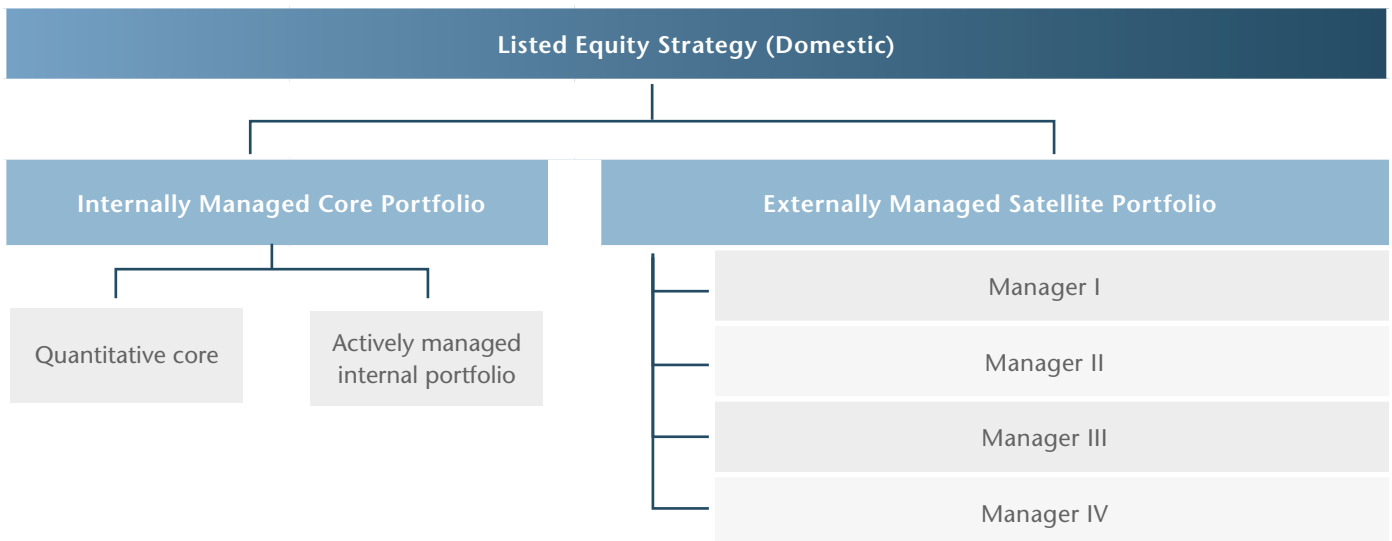 Listed Equity Strategy (Domestic)
Internally Managed Core Portfolio
Externally Managed Satellite Portfolio
Quantitative core
Actively managed
internal portfolio
Manager I
Manager II
Manager III
Manager IV